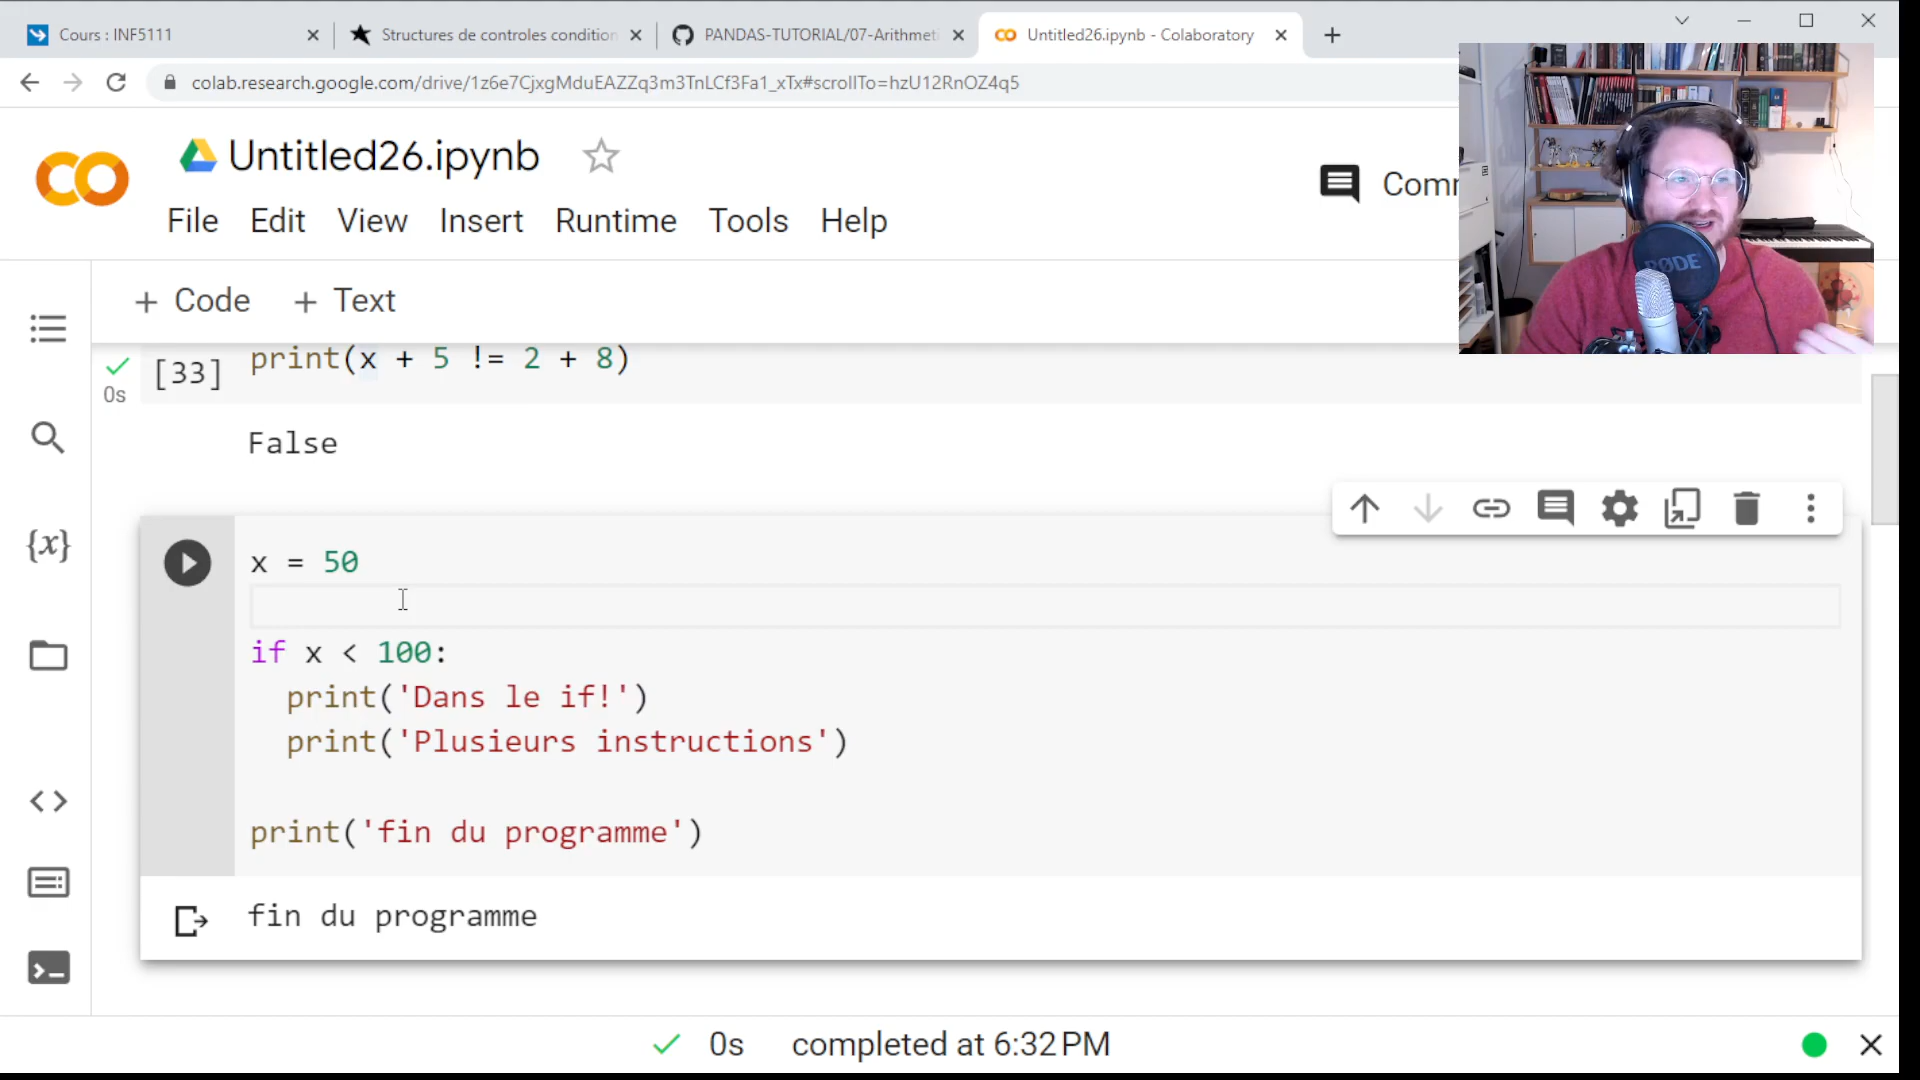 Cours : INF5111
Structures de controles condition
PANDAS-TUTORIAL/07-Arithmeti
Untitled26.ipynb - Colaboratory
colab.research.google.com/drive/1z6e7CjxgMduEAZZq3m3TnLCf3Fa1_xTx#scrollTo=hzU12RnOZ4q5
Untitled26.ipynb
Comm
File Edit View Insert Runtime Tools Help
RØDE
+ Code + Text
[33] print(x + 5 != 2 + 8)
0s
False
{x}
x = 50
if x < 100:
print('Dans le if!')
print('Plusieurs instructions')
print('fin du programme')
fin du programme
0s completed at 6:32 PM